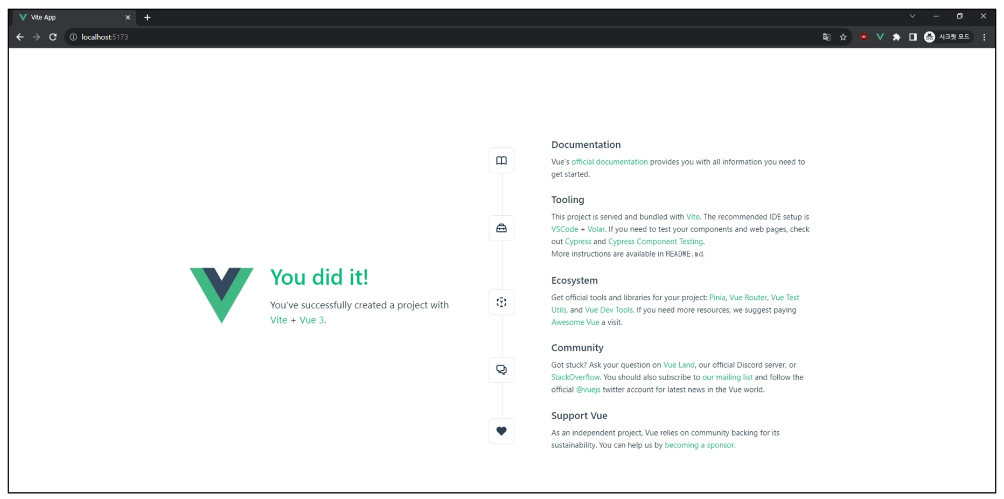 Vite App
localhost:5173
시크릿 모드
You did it!
You've successfully created a project with
Vite + Vue 3.
Documentation
Vue's official documentation provides you with all information you need to
get started.
Tooling
This project is served and bundled with Vite. The recommended IDE setup is
VSCode + Volar. If you need to test your components and web pages, check
out Cypress and Cypress Component Testing.
More instructions are available in README.md.
Ecosystem
Get official tools and libraries for your project: Pinia, Vue Router, Vue Test
Utils, and Vue Dev Tools. If you need more resources, we suggest paying
Awesome Vue a visit.
Community
Got stuck? Ask your question on Vue Land, our official Discord server, or
StackOverflow. You should also subscribe to our mailing list and follow the
official @vuejs twitter account for latest news in the Vue world.
Support Vue
As an independent project, Vue relies on community backing for its
sustainability. You can help us by becoming a sponsor.